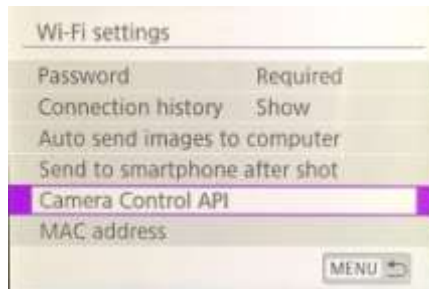 Wi-Fi settings
Password Required
Connection history Show
Auto send images to computer
Send to smartphone after shot
Camera Control API
MAC address
MENU